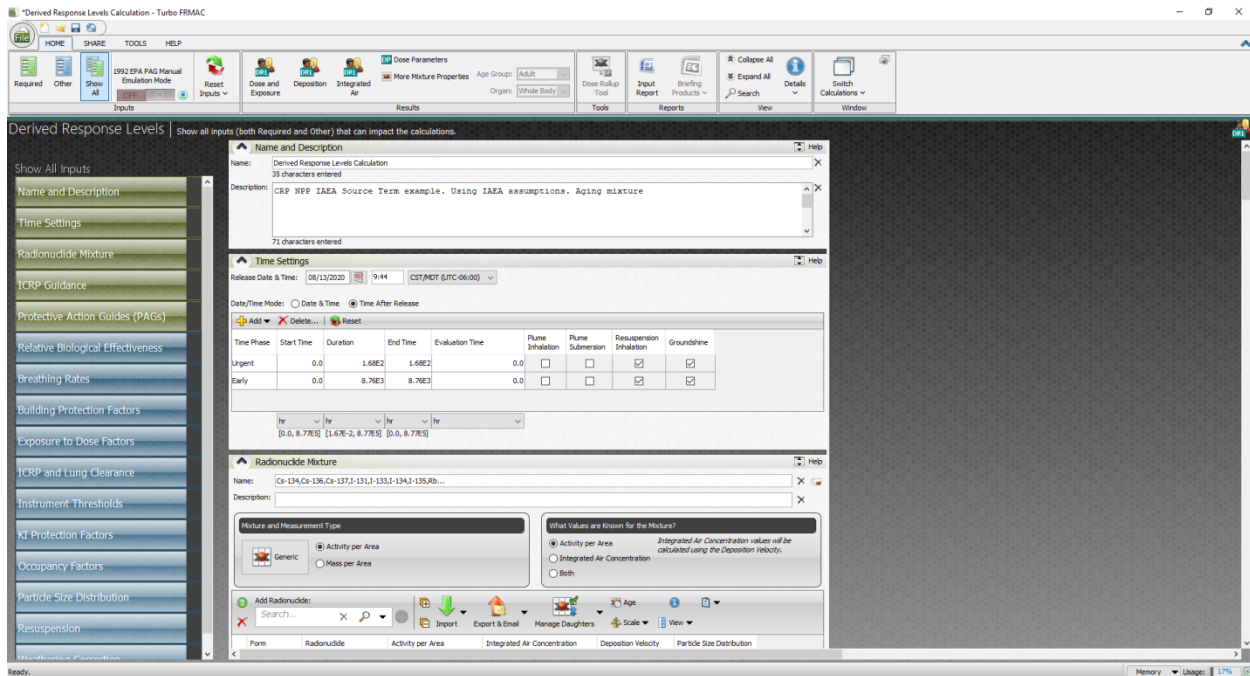 *Derived Response Levels Calculation - Turbo FRMAC
File
HOME SHARE TOOLS HELP
Required
Other
Show All
1992 EPA PAG Manual
Emulation Mode
OFF
Reset Inputs
Inputs
DRL Dose and Exposure
DRL Deposition
DRL Integrated Air
DP Dose Parameters
More Mixture Properties
Age Group: Adult
Organ: Whole Body
Results
Dose Rollup Tool
Tools
Input Report
Briefing Products
Reports
Collapse All
Expand All
Search
Details
View
Switch Calculations
Window
Derived Response Levels | Show all inputs (both Required and Other) that can impact the calculations.
DRL
Show All Inputs
Name and Description
Time Settings
Radionuclide Mixture
ICRP Guidance
Protective Action Guides (PAGs)
Relative Biological Effectiveness
Breathing Rates
Building Protection Factors
Exposure to Dose Factors
ICRP and Lung Clearance
Instrument Thresholds
KI Protection Factors
Occupancy Factors
Particle Size Distribution
Resuspension
Weathering Correction
Name and Description Help
Name: Derived Response Levels Calculation
35 characters entered
Description: CRP NPP IAEA Source Term example. Using IAEA assumptions. Aging mixture
71 characters entered
Time Settings Help
Release Date & Time: 08/13/2020 9:44 CST/MDT (UTC-06:00)
Date/Time Mode: Date & Time Time After Release
Add Delete... Reset
Time Phase Start Time Duration End Time Evaluation Time Plume Inhalation Plume Submersion Resuspension Inhalation Groundshine
Urgent 0.0 1.68E2 1.68E2 0.0
Early 0.0 8.76E3 8.76E3 0.0
hr hr hr hr
[0.0, 8.77E5] [1.67E-2, 8.77E5] [0.0, 8.77E5]
Radionuclide Mixture Help
Name: Cs-134,Cs-136,Cs-137,I-131,I-133,I-134,I-135,Rb...
Description:
Mixture and Measurement Type
Generic
Activity per Area
Mass per Area
What Values are Known for the Mixture?
Activity per Area
Integrated Air Concentration
Both
Integrated Air Concentration values will be
calculated using the Deposition Velocity.
Add Radionuclide:
Search...
Import
Export & Email
Manage Daughters
Age
Scale
View
Form Radionuclide Activity per Area Integrated Air Concentration Deposition Velocity Particle Size Distribution
Ready.
Memory Usage: 17%